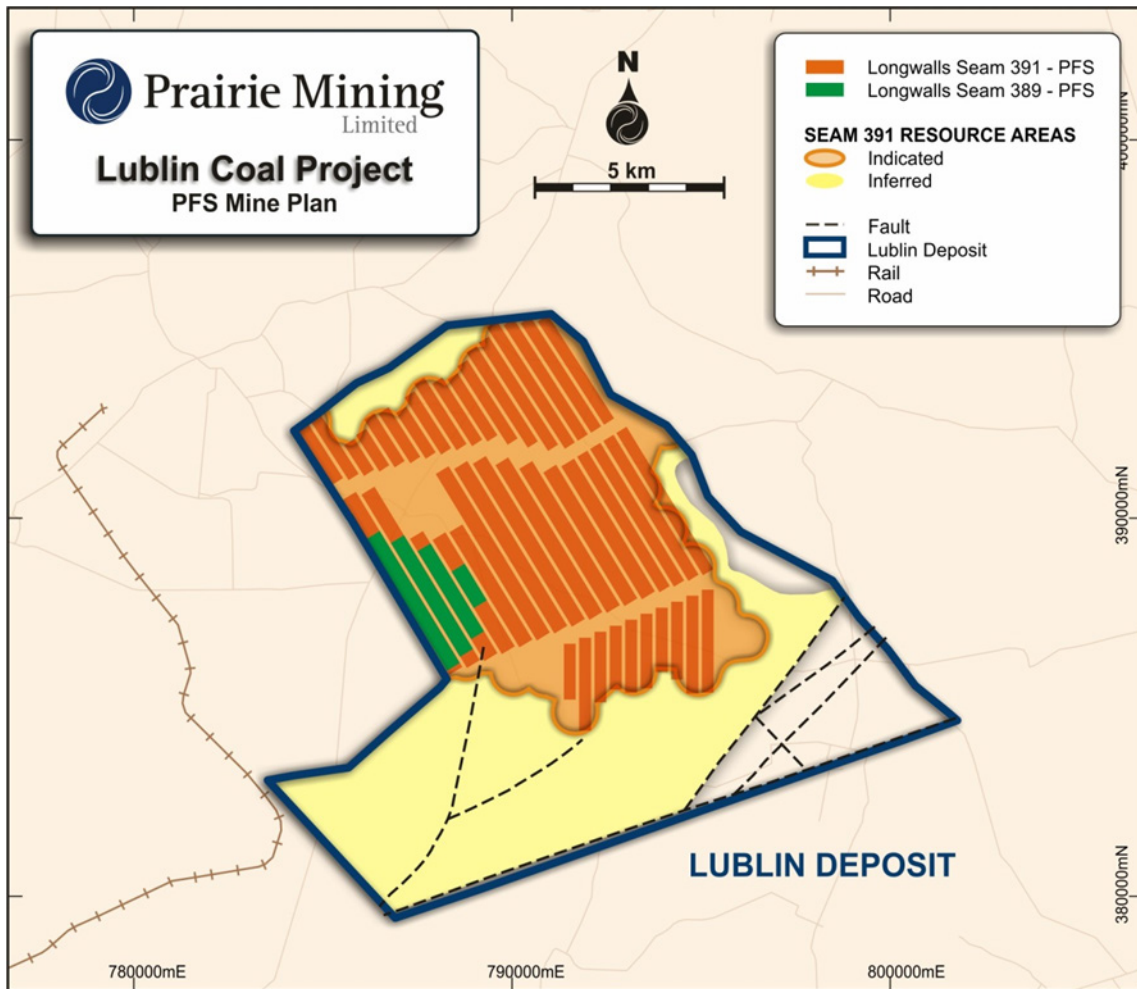 Prairie Mining
Limited
Lublin Coal Project
PFS Mine Plan
N
5 km
Longwalls Seam 391 - PFS
Longwalls Seam 389 - PFS
SEAM 391 RESOURCE AREAS
Indicated
Inferred
Fault
Lublin Deposit
Rail
Road
390000mN
LUBLIN DEPOSIT
380000mN
780000mE
790000mE
800000mE